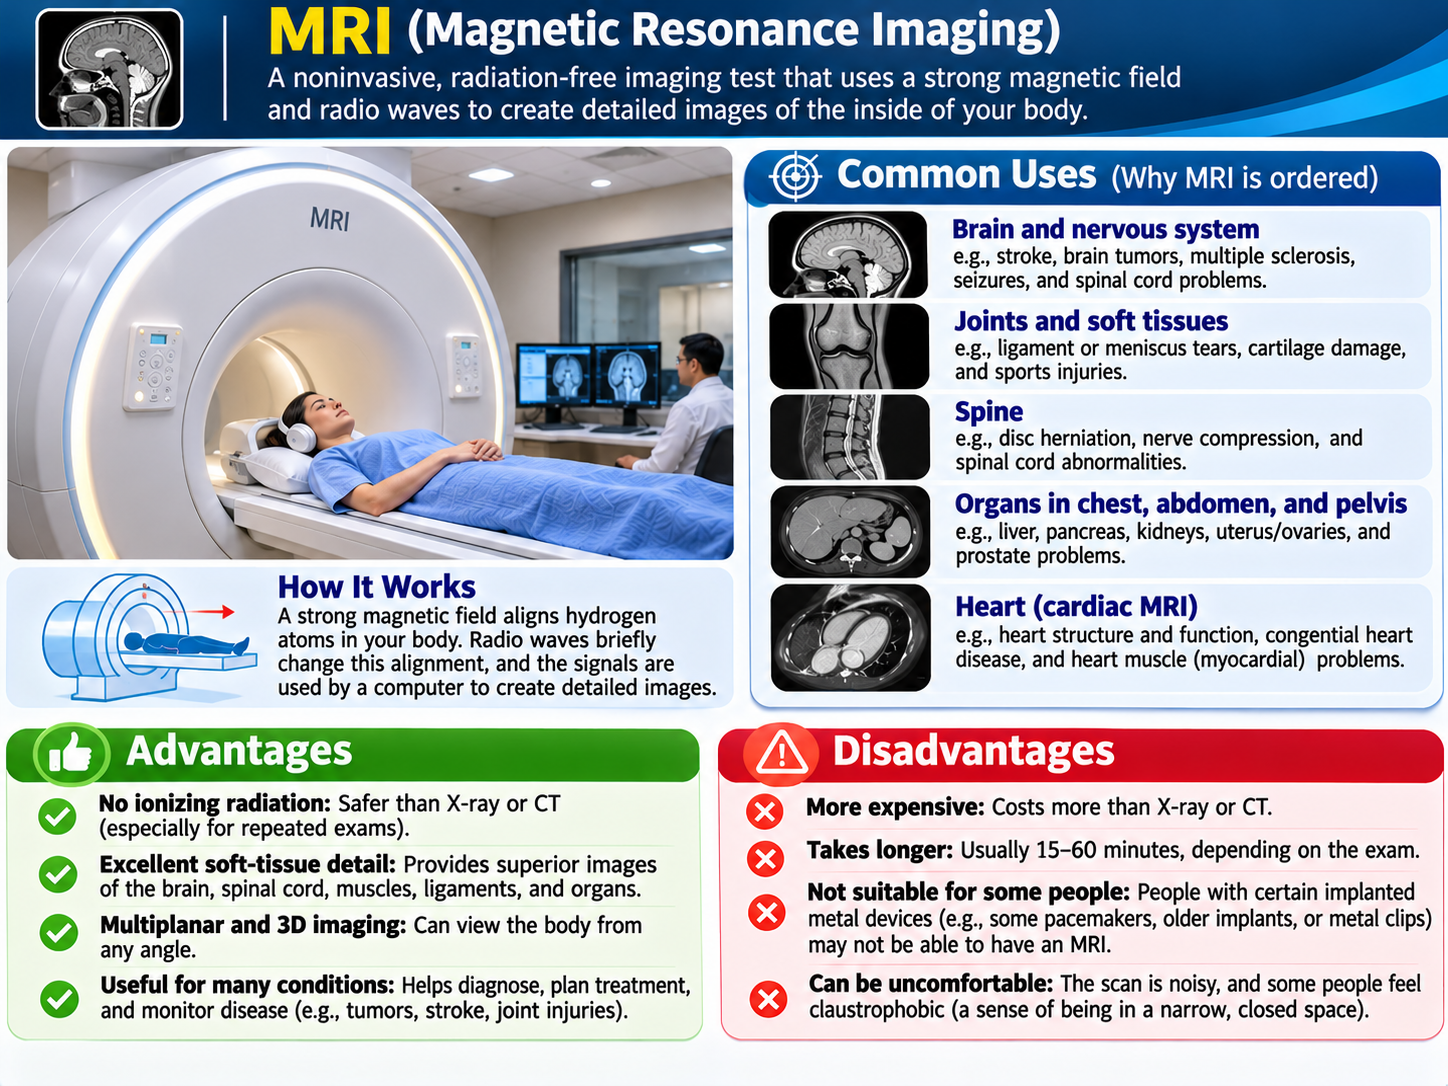 MRI (Magnetic Resonance Imaging)
A noninvasive, radiation-free imaging test that uses a strong magnetic field
and radio waves to create detailed images of the inside of your body.
MRI
How It Works
A strong magnetic field aligns hydrogen
atoms in your body. Radio waves briefly
change this alignment, and the signals are
used by a computer to create detailed images.
Common Uses (Why MRI is ordered)
Brain and nervous system
e.g., stroke, brain tumors, multiple sclerosis,
seizures, and spinal cord problems.
Joints and soft tissues
e.g., ligament or meniscus tears, cartilage damage,
and sports injuries.
Spine
e.g., disc herniation, nerve compression, and
spinal cord abnormalities.
Organs in chest, abdomen, and pelvis
e.g., liver, pancreas, kidneys, uterus/ovaries, and
prostate problems.
Heart (cardiac MRI)
e.g., heart structure and function, congential heart
disease, and heart muscle (myocardial) problems.
Advantages
No ionizing radiation: Safer than X-ray or CT
(especially for repeated exams).
Excellent soft-tissue detail: Provides superior images
of the brain, spinal cord, muscles, ligaments, and organs.
Multiplanar and 3D imaging: Can view the body from
any angle.
Useful for many conditions: Helps diagnose, plan treatment,
and monitor disease (e.g., tumors, stroke, joint injuries).
Disadvantages
More expensive: Costs more than X-ray or CT.
Takes longer: Usually 15–60 minutes, depending on the exam.
Not suitable for some people: People with certain implanted
metal devices (e.g., some pacemakers, older implants, or metal clips)
may not be able to have an MRI.
Can be uncomfortable: The scan is noisy, and some people feel
claustrophobic (a sense of being in a narrow, closed space).